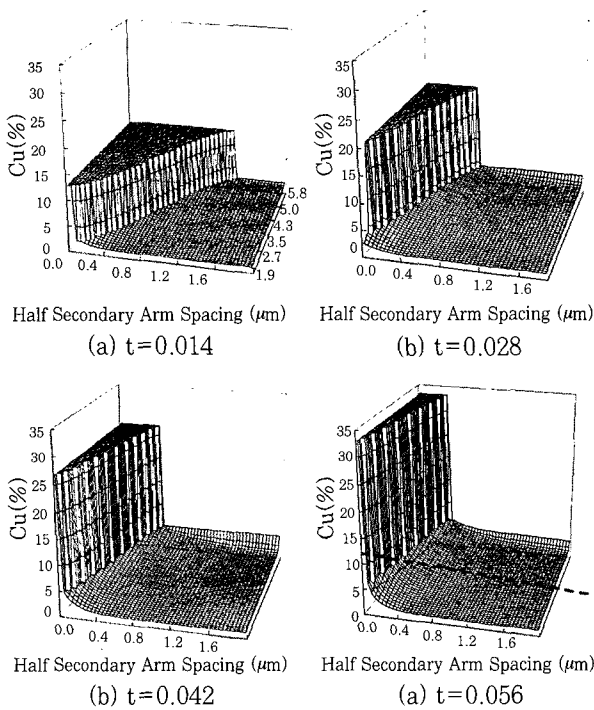 35
30
25
20
15
10
5
0
Cu(%)
0.0 0.4 0.8 1.2 1.6
5.8
5.0
4.3
3.5
2.7
1.9
Half Secondary Arm Spacing (μm)
(a) t=0.014
35
30
25
20
15
10
5
0
Cu(%)
0.0 0.4 0.8 1.2 1.6
Half Secondary Arm Spacing (μm)
(b) t=0.028
35
30
25
20
15
10
5
0
Cu(%)
0.0 0.4 0.8 1.2 1.6
Half Secondary Arm Spacing (μm)
(b) t=0.042
35
30
25
20
15
10
5
0
Cu(%)
0.0 0.4 0.8 1.2 1.6
Half Secondary Arm Spacing (μm)
(a) t=0.056